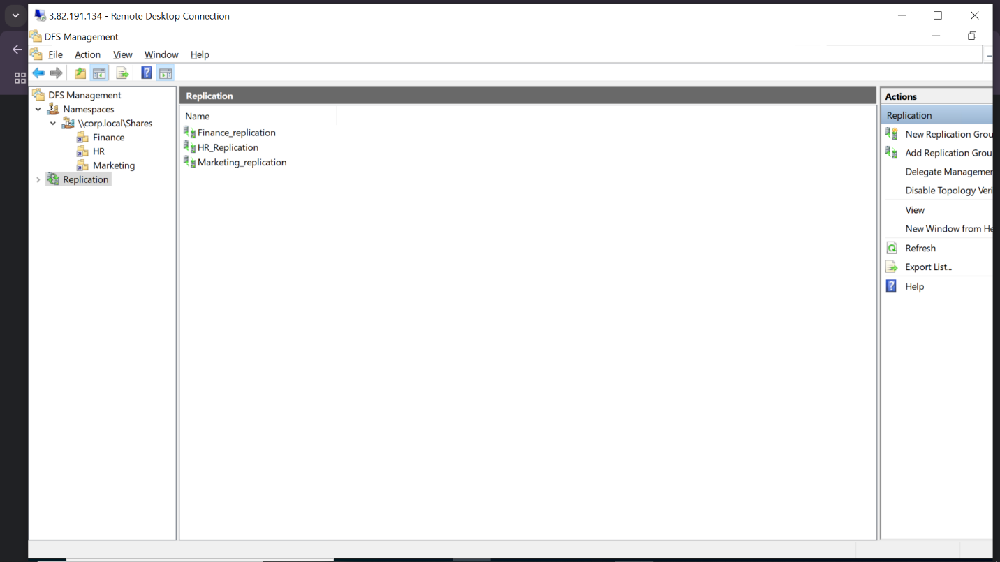 3.82.191.134 - Remote Desktop Connection
DFS Management
File Action View Window Help
DFS Management
Namespaces
\\corp.local\Shares
Finance
HR
Marketing
Replication
Replication
Name
Finance_replication
HR_Replication
Marketing_replication
Actions
Replication
New Replication Grou
Add Replication Grou
Delegate Managemen
Disable Topology Veri
View
New Window from He
Refresh
Export List...
Help